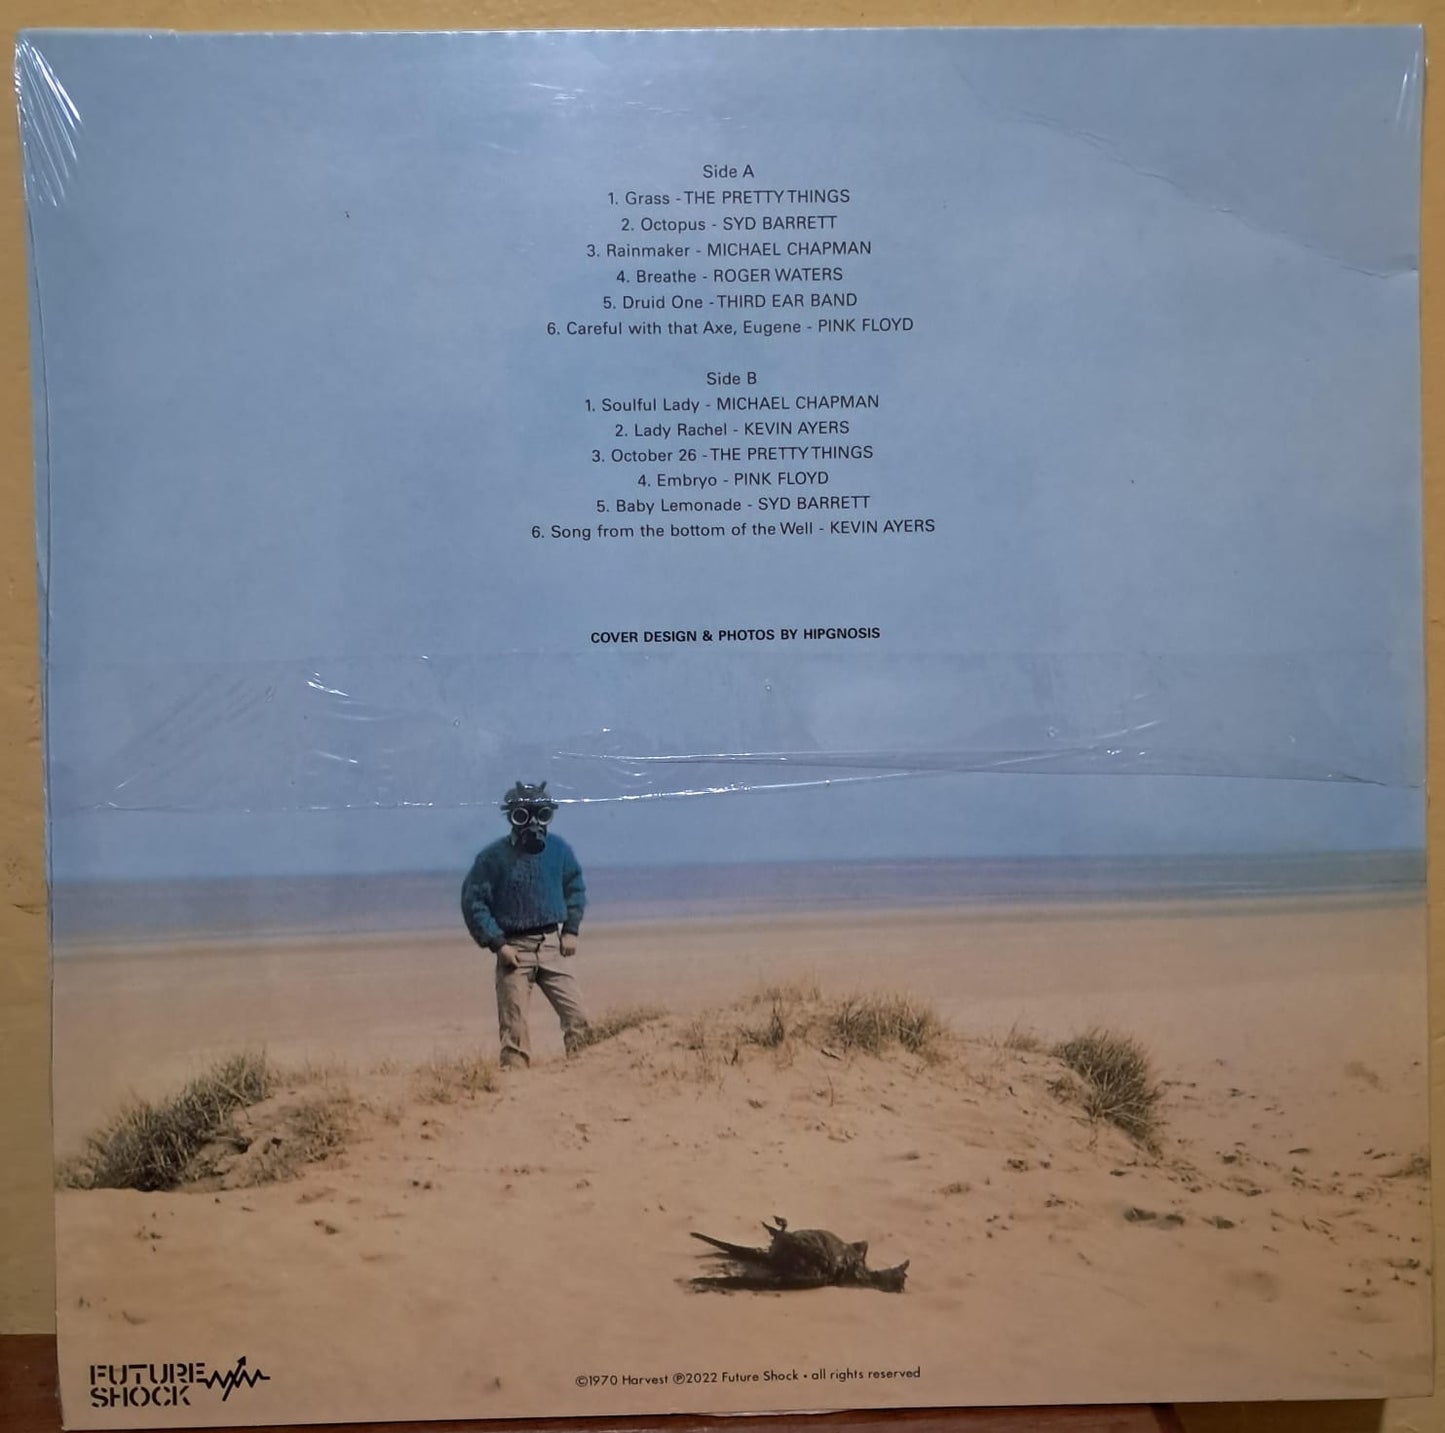 Side A
1. Grass - THE PRETTY THINGS
2. Octopus - SYD BARRETT
3. Rainmaker - MICHAEL CHAPMAN
4. Breathe - ROGER WATERS
5. Druid One - THIRD EAR BAND
6. Careful with that Axe, Eugene - PINK FLOYD
Side B
1. Soulful Lady - MICHAEL CHAPMAN
2. Lady Rachel - KEVIN AYERS
3. October 26 - THE PRETTY THINGS
4. Embryo - PINK FLOYD
5. Baby Lemonade - SYD BARRETT
6. Song from the bottom of the Well - KEVIN AYERS
COVER DESIGN & PHOTOS BY HIPGNOSIS
FUTURE
SHOCK
©1970 Harvest ℗2022 Future Shock • all rights reserved